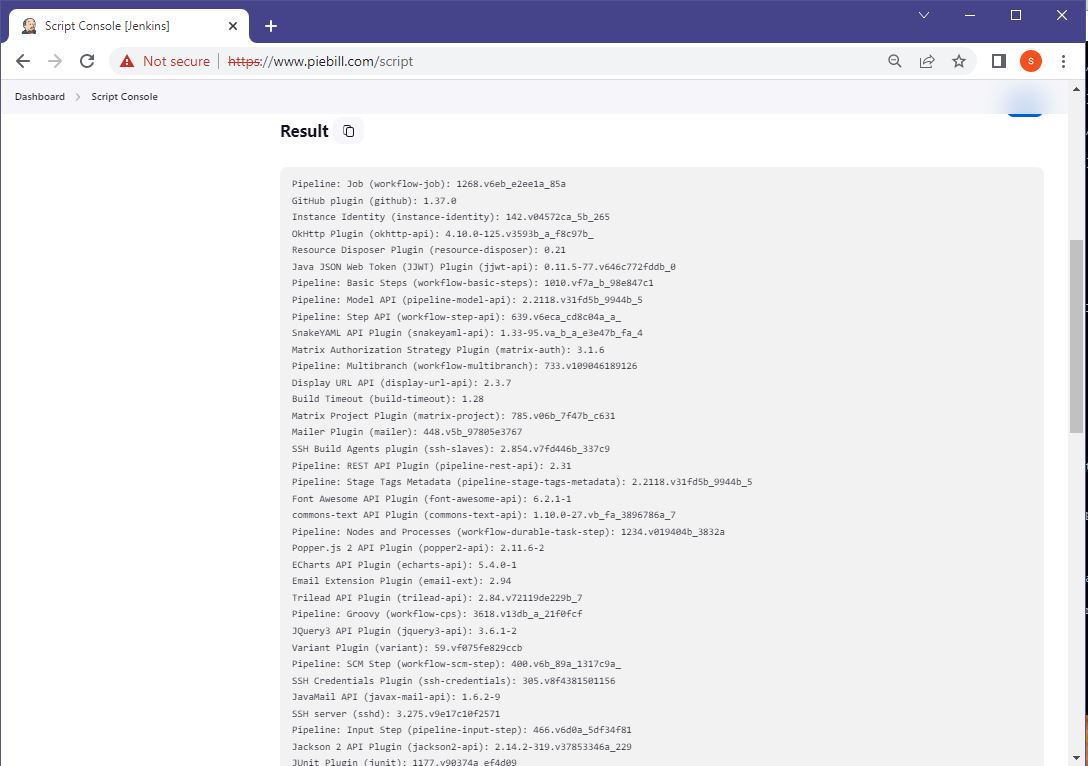 Script Console [Jenkins]
Not secure
https://www.piebill.com/script
S
Dashboard
Script Console
Result
Pipeline: Job (workflow-job): 1268.v6eb_e2ee1a_85a
GitHub plugin (github): 1.37.0
Instance Identity (instance-identity): 142.v04572ca_5b_265
OkHttp Plugin (okhttp-api): 4.10.0-125.v3593b_a_f8c97b_
Resource Disposer Plugin (resource-disposer): 0.21
Java JSON Web Token (JJWT) Plugin (jjwt-api): 0.11.5-77.v646c772fddb_0
Pipeline: Basic Steps (workflow-basic-steps): 1010.vf7a_b_98e847c1
Pipeline: Model API (pipeline-model-api): 2.2118.v31fd5b_9944b_5
Pipeline: Step API (workflow-step-api): 639.v6eca_cd8c04a_a_
SnakeYAML API Plugin (snakeyaml-api): 1.33-95.va_b_a_e3e47b_fa_4
Matrix Authorization Strategy Plugin (matrix-auth): 3.1.6
Pipeline: Multibranch (workflow-multibranch): 733.v109046189126
Display URL API (display-url-api): 2.3.7
Build Timeout (build-timeout): 1.28
Matrix Project Plugin (matrix-project): 785.v06b_7f47b_c631
Mailer Plugin (mailer): 448.v5b_97805e3767
SSH Build Agents plugin (ssh-slaves): 2.854.v7fd446b_337c9
Pipeline: REST API Plugin (pipeline-rest-api): 2.31
Pipeline: Stage Tags Metadata (pipeline-stage-tags-metadata): 2.2118.v31fd5b_9944b_5
Font Awesome API Plugin (font-awesome-api): 6.2.1-1
commons-text API Plugin (commons-text-api): 1.10.0-27.vb_fa_3896786a_7
Pipeline: Nodes and Processes (workflow-durable-task-step): 1234.v019404b_3832a
Popper.js 2 API Plugin (popper2-api): 2.11.6-2
ECharts API Plugin (echarts-api): 5.4.0-1
Email Extension Plugin (email-ext): 2.94
Trilead API Plugin (trilead-api): 2.84.v72119de229b_7
Pipeline: Groovy (workflow-cps): 3618.v13db_a_21f0fcf
JQuery3 API Plugin (jquery3-api): 3.6.1-2
Variant Plugin (variant): 59.vf075fe829ccb
Pipeline: SCM Step (workflow-scm-step): 400.v6b_89a_1317c9a_
SSH Credentials Plugin (ssh-credentials): 305.v8f4381501156
JavaMail API (javax-mail-api): 1.6.2-9
SSH server (sshd): 3.275.v9e17c10f2571
Pipeline: Input Step (pipeline-input-step): 466.v6d0a_5df34f81
Jackson 2 API Plugin (jackson2-api): 2.14.2-319.v37853346a_229
JUnit Plugin (junit): 1177.v90374a_ef4d09